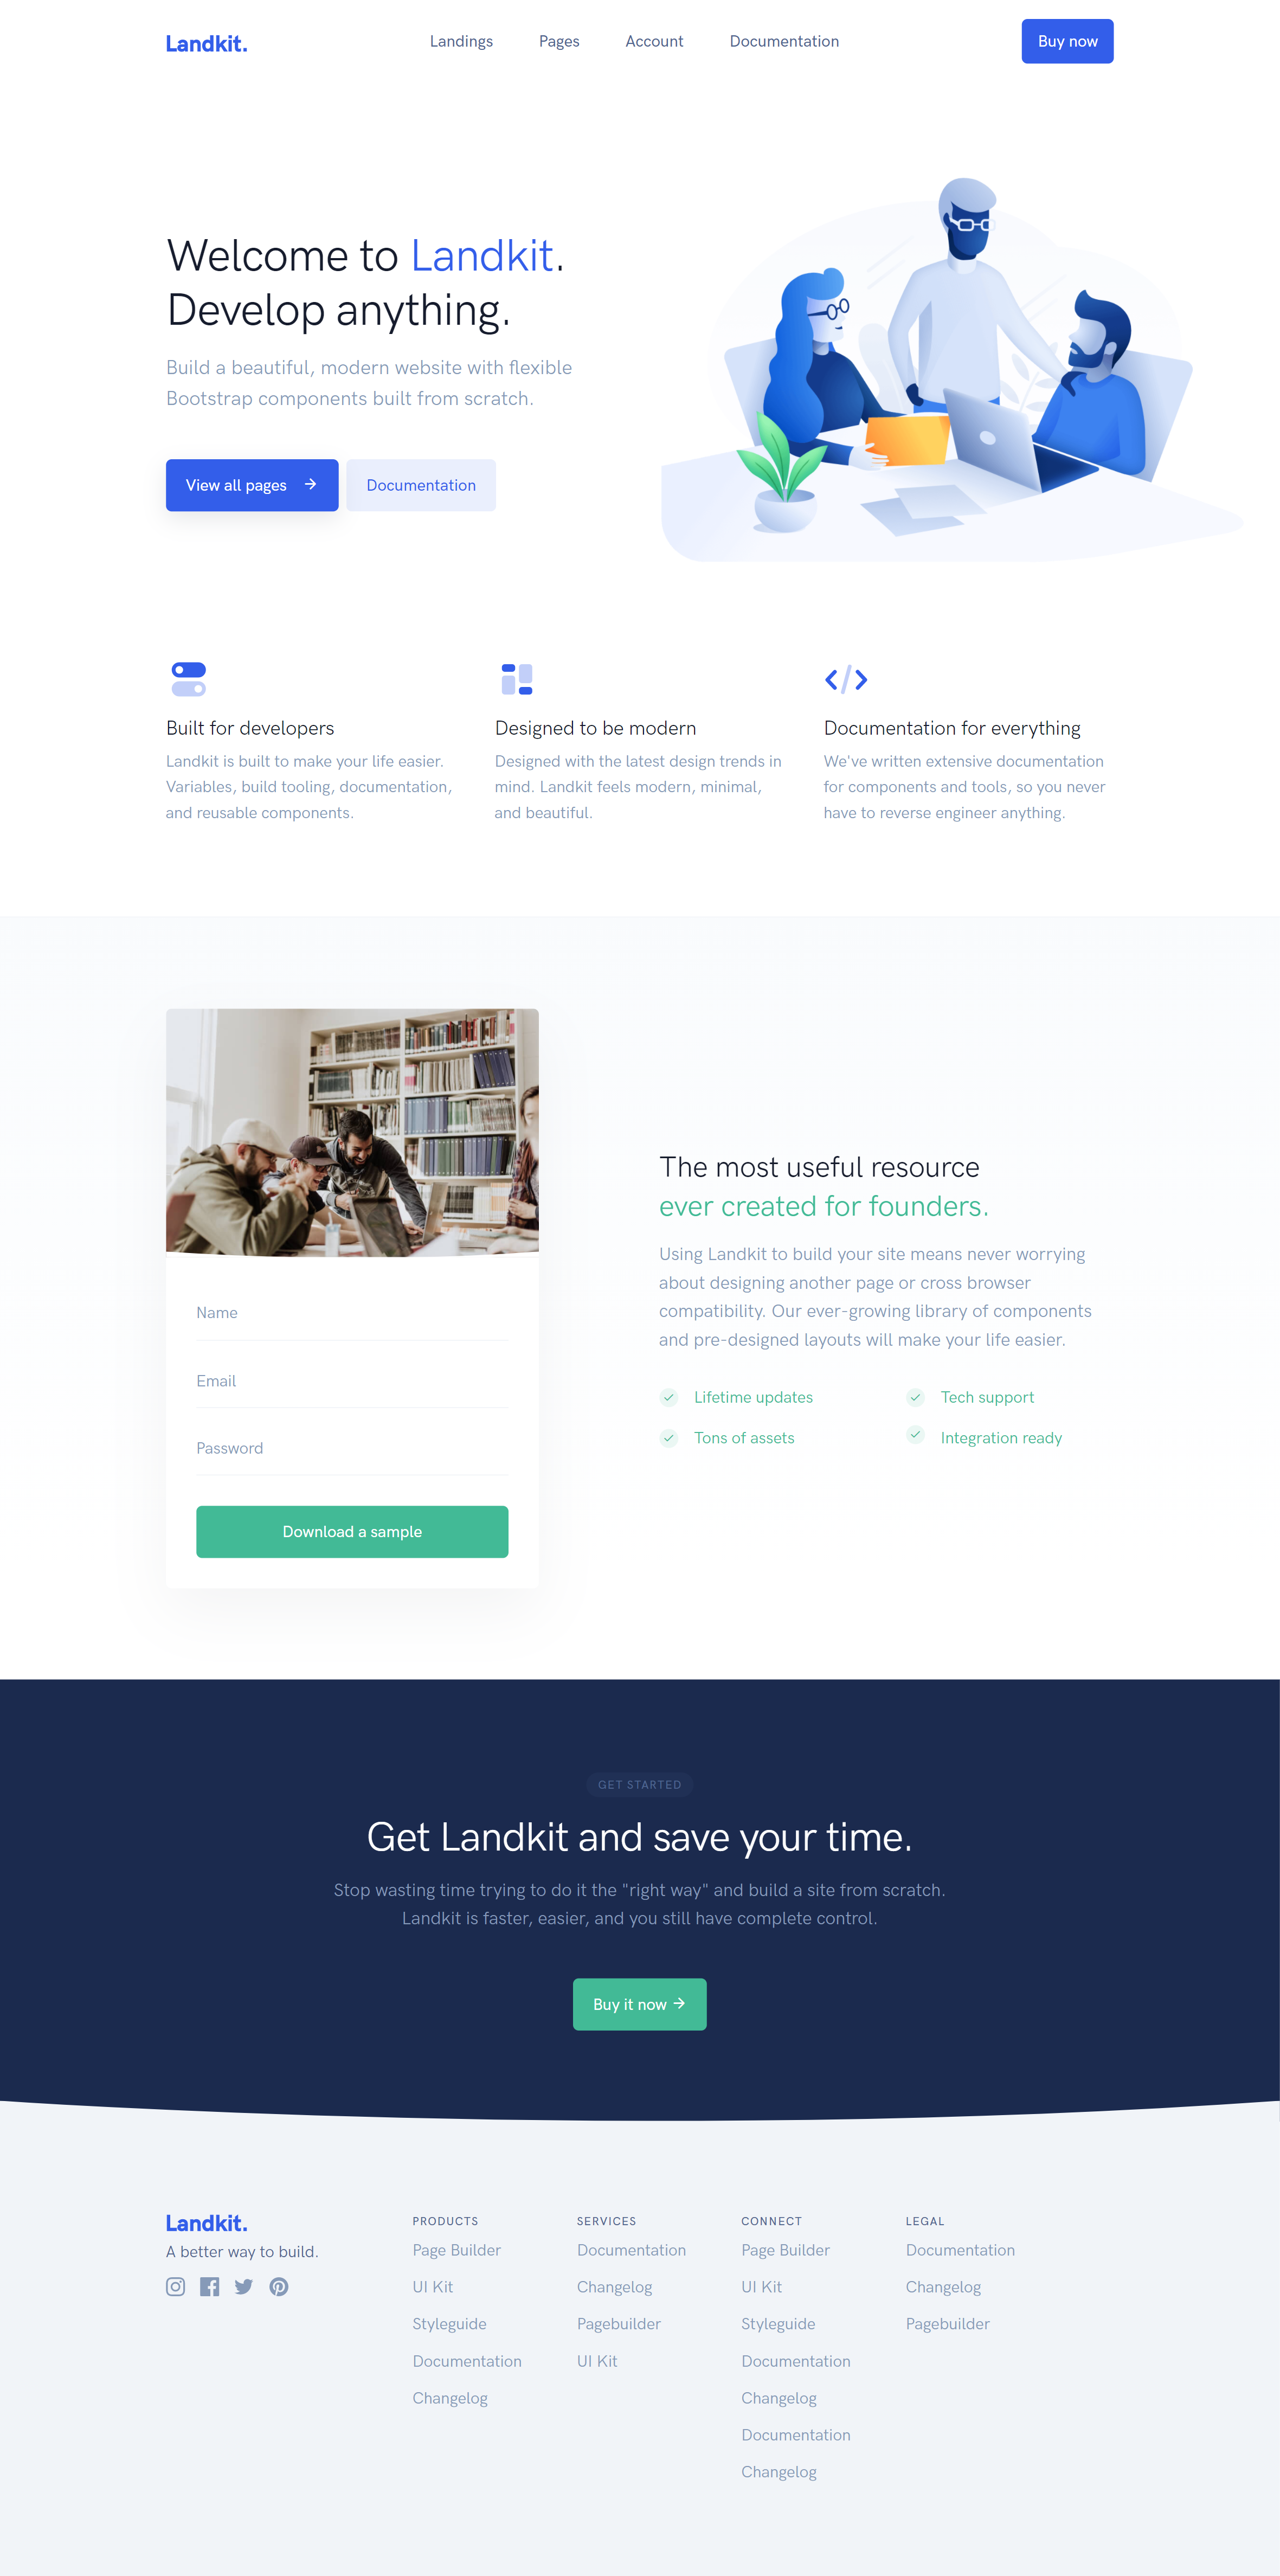 Landkit.
Landings
Pages
Account
Documentation
Buy now
Welcome to Landkit.
Develop anything.
Build a beautiful, modern website with flexible
Bootstrap components built from scratch.
View all pages
Documentation
Built for developers
Landkit is built to make your life easier.
Variables, build tooling, documentation,
and reusable components.
Designed to be modern
Designed with the latest design trends in
mind. Landkit feels modern, minimal,
and beautiful.
Documentation for everything
We've written extensive documentation
for components and tools, so you never
have to reverse engineer anything.
Name
Email
Password
Download a sample
The most useful resource
ever created for founders.
Using Landkit to build your site means never worrying
about designing another page or cross browser
compatibility. Our ever-growing library of components
and pre-designed layouts will make your life easier.
Lifetime updates
Tech support
Tons of assets
Integration ready
GET STARTED
Get Landkit and save your time.
Stop wasting time trying to do it the "right way" and build a site from scratch.
Landkit is faster, easier, and you still have complete control.
Buy it now
Landkit.
A better way to build.
PRODUCTS
Page Builder
UI Kit
Styleguide
Documentation
Changelog
SERVICES
Documentation
Changelog
Pagebuilder
UI Kit
CONNECT
Page Builder
UI Kit
Styleguide
Documentation
Changelog
Documentation
Changelog
LEGAL
Documentation
Changelog
Pagebuilder